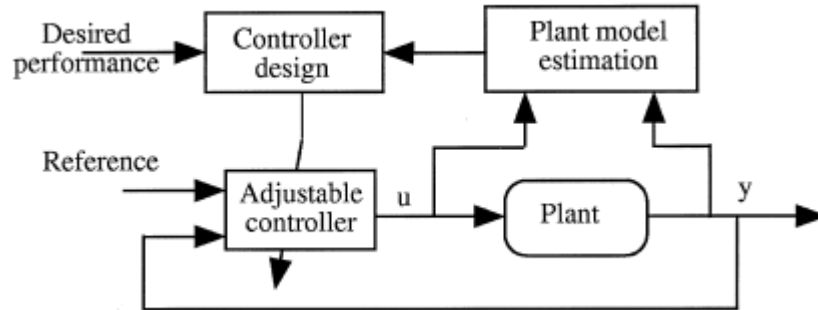 Desired
performance
Controller
design
Plant model
estimation
Reference
Adjustable
controller
u
Plant
y